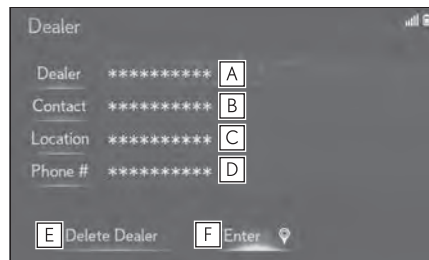 Dealer
Dealer ********** A
Contact ********** B
Location ********** C
Phone # ********** D
E Delete Dealer F Enter